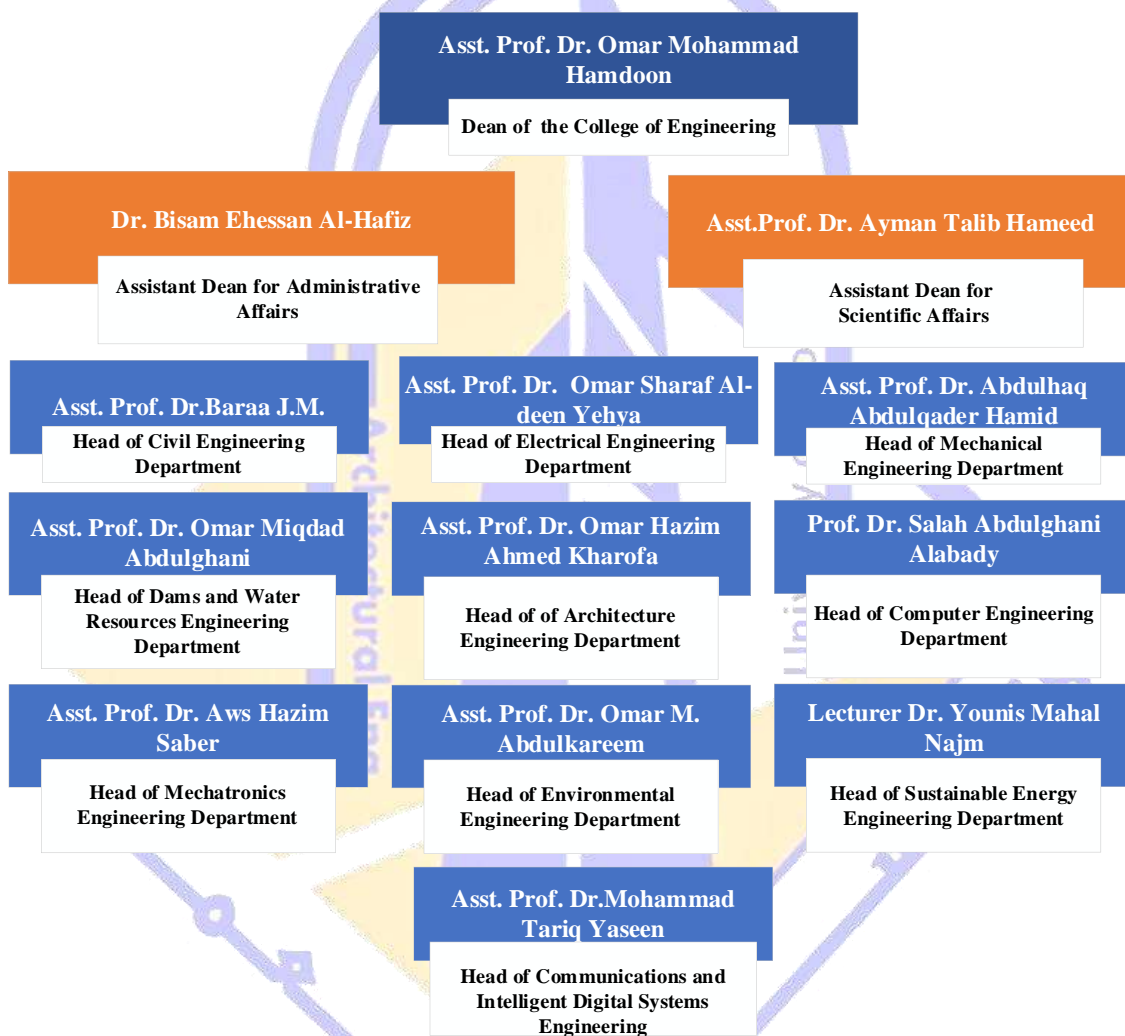 Asst. Prof. Dr. Omar Mohammad
Hamdoon
Dean of the College of Engineering
Dr. Bisam Ehessan Al-Hafiz
Assistant Dean for Administrative
Affairs
Asst.Prof. Dr. Ayman Talib Hameed
Assistant Dean for
Scientific Affairs
Asst. Prof. Dr.Baraa J.M.
Head of Civil Engineering
Department
Asst. Prof. Dr. Omar Sharaf Al-
deen Yehya
Head of Electrical Engineering
Department
Asst. Prof. Dr. Abdulhaq
Abdulqader Hamid
Head of Mechanical
Engineering Department
Asst. Prof. Dr. Omar Miqdad
Abdulghani
Head of Dams and Water
Resources Engineering
Department
Asst. Prof. Dr. Omar Hazim
Ahmed Kharofa
Head of of Architecture
Engineering Department
Prof. Dr. Salah Abdulghani
Alabady
Head of Computer Engineering
Department
Asst. Prof. Dr. Aws Hazim
Saber
Head of Mechatronics
Engineering Department
Asst. Prof. Dr. Omar M.
Abdulkareem
Head of Environmental
Engineering Department
Lecturer Dr. Younis Mahal
Najm
Head of Sustainable Energy
Engineering Department
Asst. Prof. Dr.Mohammad
Tariq Yaseen
Head of Communications and
Intelligent Digital Systems
Engineering